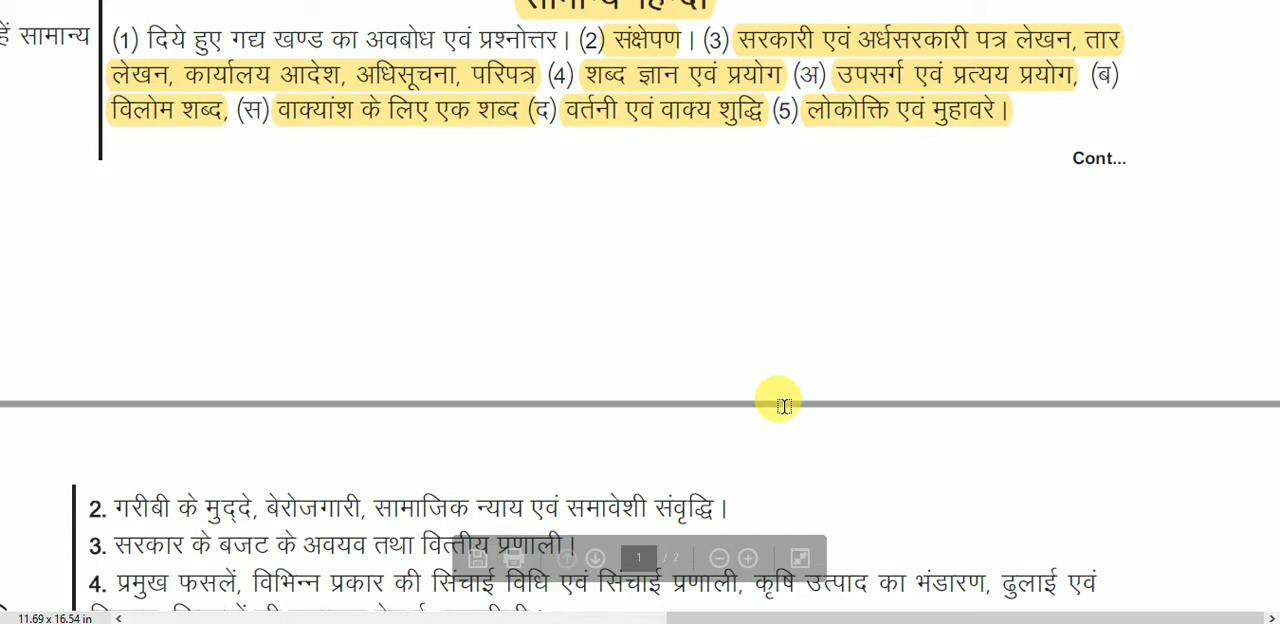 सामान्य हिन्दी
हें सामान्य
(1) दिये हुए गद्य खण्ड का अवबोध एवं प्रश्नोत्तर। (2) संक्षेपण। (3) सरकारी एवं अर्धसरकारी पत्र लेखन, तार
लेखन, कार्यालय आदेश, अधिसूचना, परिपत्र (4) शब्द ज्ञान एवं प्रयोग (अ) उपसर्ग एवं प्रत्यय प्रयोग, (ब)
विलोम शब्द, (स) वाक्यांश के लिए एक शब्द (द) वर्तनी एवं वाक्य शुद्धि (5) लोकोक्ति एवं मुहावरे।
Cont...
2. गरीबी के मुद्दे, बेरोजगारी, सामाजिक न्याय एवं समावेशी संवृद्धि।
3. सरकार के बजट के अवयव तथा वित्तीय प्रणाली।
1 / 2
4. प्रमुख फसलें, विभिन्न प्रकार की सिंचाई विधि एवं सिंचाई प्रणाली, कृषि उत्पाद का भंडारण, ढुलाई एवं
11.69 x 16.54 in